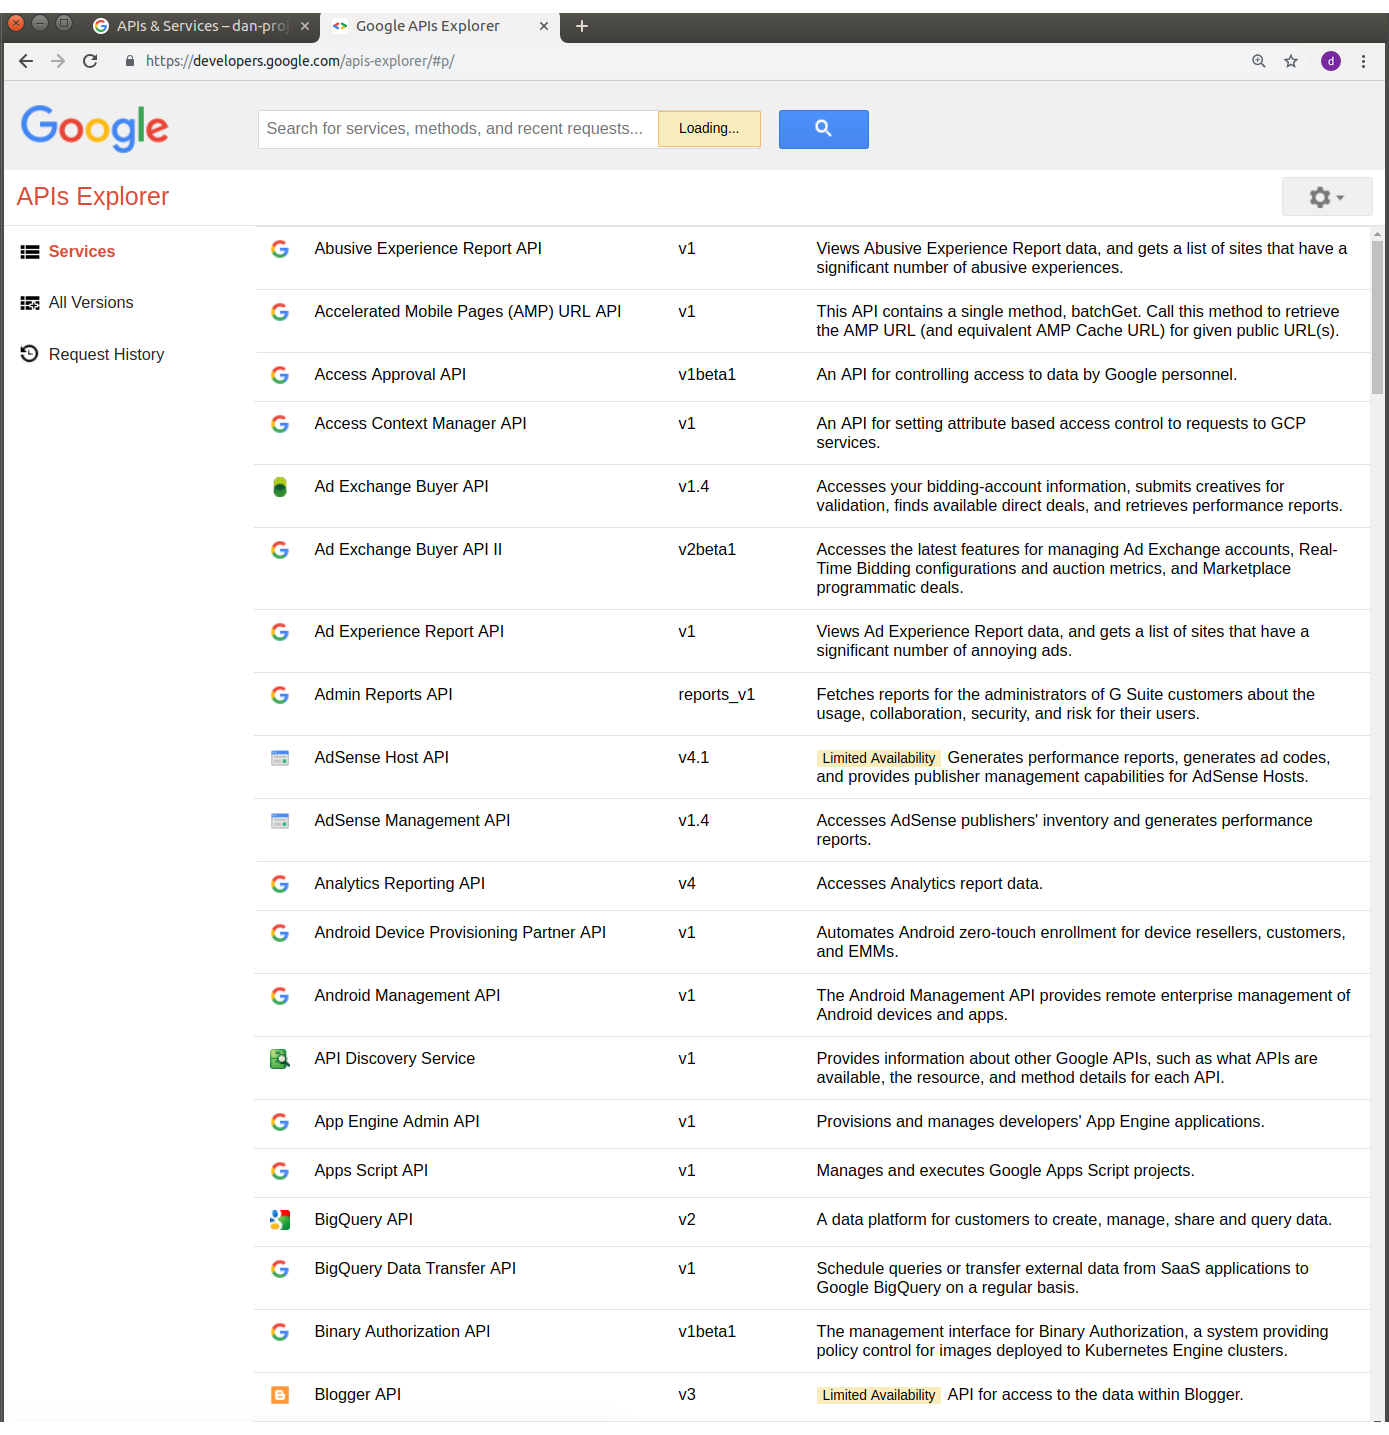 APIs & Services – dan-proj
Google APIs Explorer
https://developers.google.com/apis-explorer/#p/
d
Google
Search for services, methods, and recent requests...
Loading...
APIs Explorer
Services
All Versions
Request History
Abusive Experience Report API v1 Views Abusive Experience Report data, and gets a list of sites that have a
significant number of abusive experiences.
Accelerated Mobile Pages (AMP) URL API v1 This API contains a single method, batchGet. Call this method to retrieve
the AMP URL (and equivalent AMP Cache URL) for given public URL(s).
Access Approval API v1beta1 An API for controlling access to data by Google personnel.
Access Context Manager API v1 An API for setting attribute based access control to requests to GCP
services.
Ad Exchange Buyer API v1.4 Accesses your bidding-account information, submits creatives for
validation, finds available direct deals, and retrieves performance reports.
Ad Exchange Buyer API II v2beta1 Accesses the latest features for managing Ad Exchange accounts, Real-
Time Bidding configurations and auction metrics, and Marketplace
programmatic deals.
Ad Experience Report API v1 Views Ad Experience Report data, and gets a list of sites that have a
significant number of annoying ads.
Admin Reports API reports_v1 Fetches reports for the administrators of G Suite customers about the
usage, collaboration, security, and risk for their users.
AdSense Host API v4.1 Limited Availability Generates performance reports, generates ad codes,
and provides publisher management capabilities for AdSense Hosts.
AdSense Management API v1.4 Accesses AdSense publishers' inventory and generates performance
reports.
Analytics Reporting API v4 Accesses Analytics report data.
Android Device Provisioning Partner API v1 Automates Android zero-touch enrollment for device resellers, customers,
and EMMs.
Android Management API v1 The Android Management API provides remote enterprise management of
Android devices and apps.
API Discovery Service v1 Provides information about other Google APIs, such as what APIs are
available, the resource, and method details for each API.
App Engine Admin API v1 Provisions and manages developers' App Engine applications.
Apps Script API v1 Manages and executes Google Apps Script projects.
BigQuery API v2 A data platform for customers to create, manage, share and query data.
BigQuery Data Transfer API v1 Schedule queries or transfer external data from SaaS applications to
Google BigQuery on a regular basis.
Binary Authorization API v1beta1 The management interface for Binary Authorization, a system providing
policy control for images deployed to Kubernetes Engine clusters.
Blogger API v3 Limited Availability API for access to the data within Blogger.